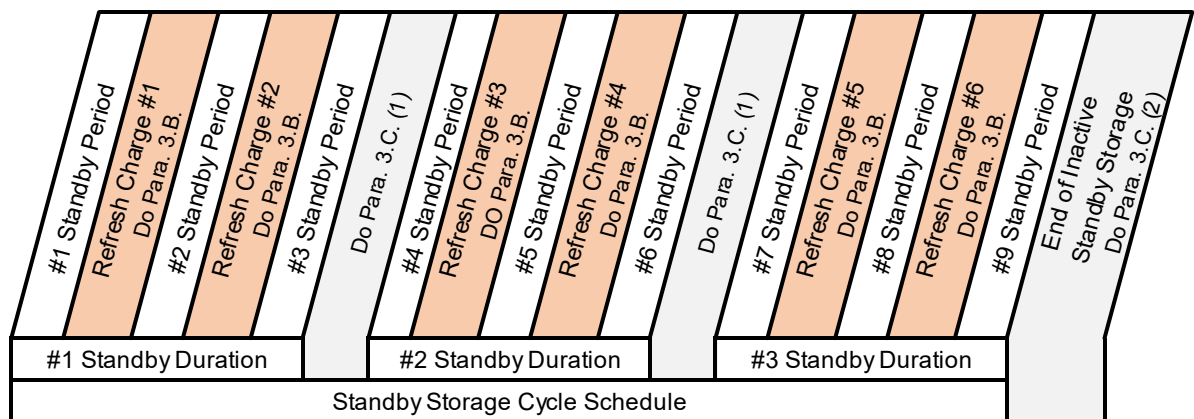 #1 Standby Period
Refresh Charge #1
Do Para. 3.B.
#2 Standby Period
Refresh Charge #2
Do Para. 3.B.
#3 Standby Period
Do Para. 3.C. (1)
#4 Standby Period
Refresh Charge #3
DO Para. 3.B.
#5 Standby Period
Refresh Charge #4
Do Para. 3.B.
#6 Standby Period
Do Para. 3.C. (1)
#7 Standby Period
Refresh Charge #5
Do Para. 3.B.
#8 Standby Period
Refresh Charge #6
Do Para. 3.B.
#9 Standby Period
End of Inactive
Standby Storage
Do Para. 3.C. (2)
#1 Standby Duration
#2 Standby Duration
#3 Standby Duration
Standby Storage Cycle Schedule